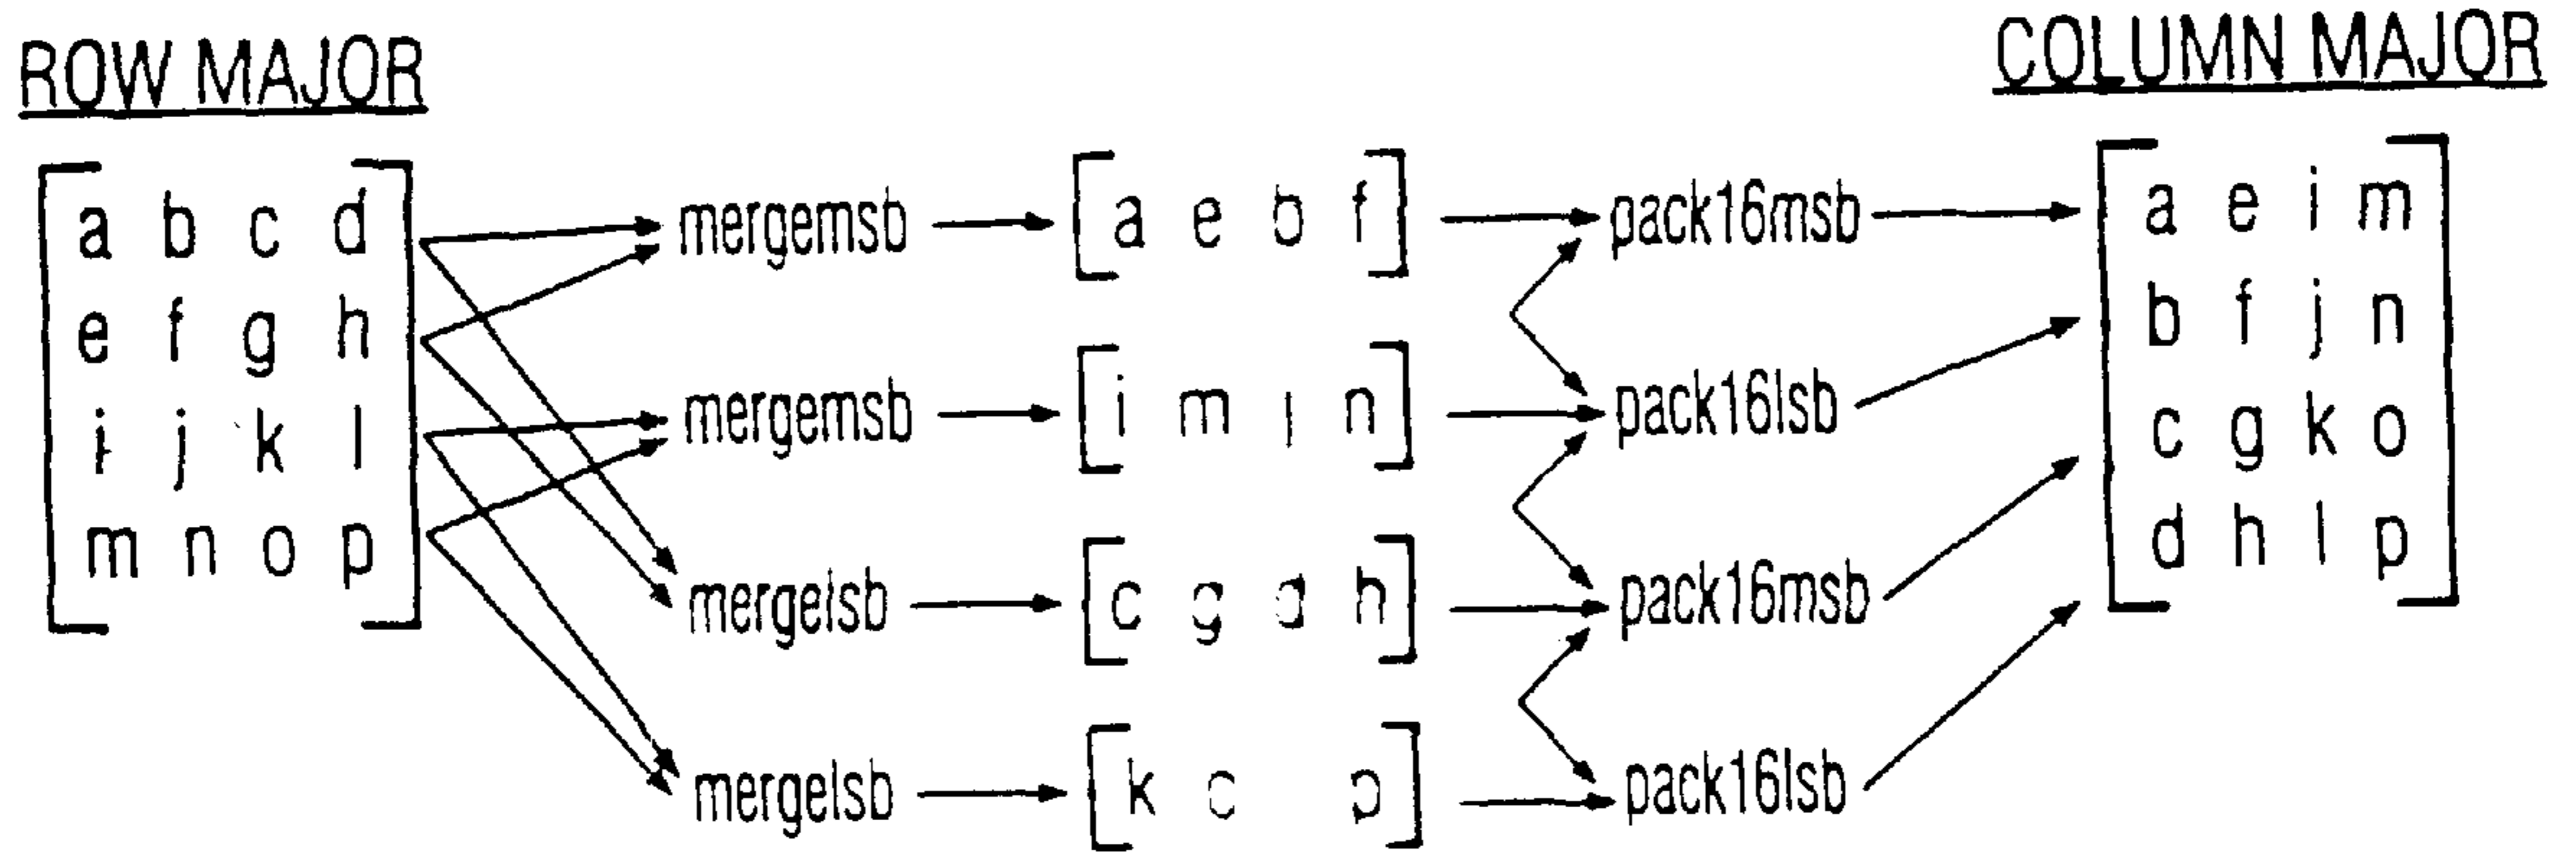 ROW MAJOR COLUMN MAJOR
a b c d mergemsb a e b f pack16msb a e i m
e f g h b f j n
i j k l mergemsb i m n pack16lsb c g k o
m n o p mergelsb c g d h pack16msb d h l p
mergelsb k pack16lsb